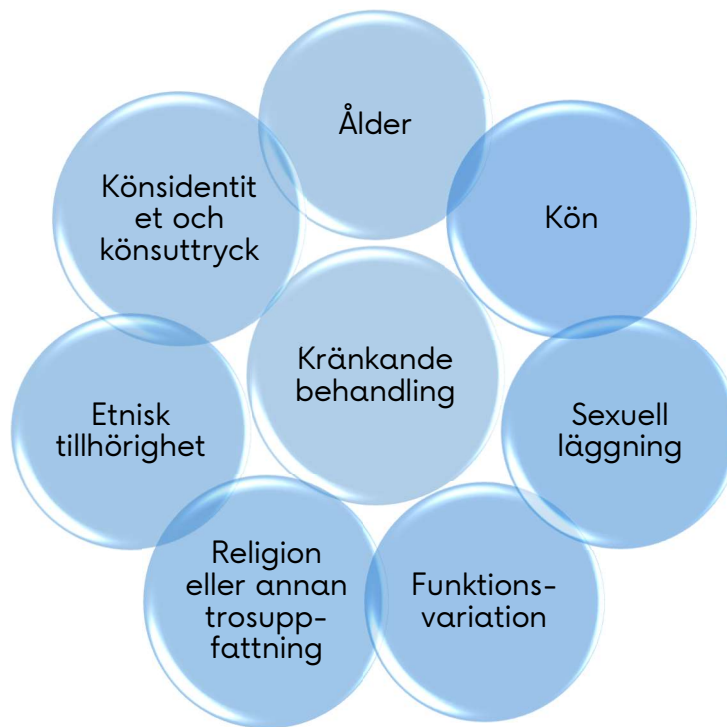 Ålder
Könsidentit
et och
könsuttryck
Kön
Kränkande
behandling
Etnisk
tillhörighet
Sexuell
läggning
Religion
eller annan
trosupp-
fattning
Funktions-
variation